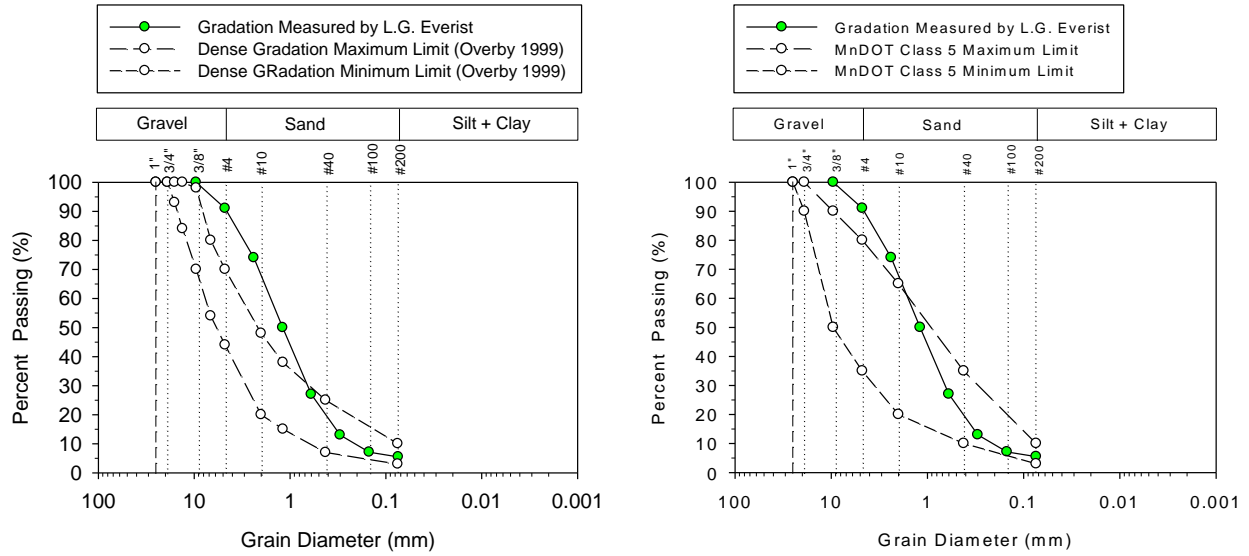 Gradation Measured by L.G. Everist
Dense Gradation Maximum Limit (Overby 1999)
Dense GRadation Minimum Limit (Overby 1999)
Gravel Sand Silt + Clay
1" 3/4" 3/8" #4 #10 #40 #100 #200
100
90
80
70
60
50
40
30
20
10
0
Percent Passing (%)
100 10 1 0.1 0.01 0.001
Grain Diameter (mm)
Gradation Measured by L.G. Everist
MnDOT Class 5 Maximum Limit
MnDOT Class 5 Minimum Limit
Gravel Sand Silt + Clay
1" 3/4" 3/8" #4 #10 #40 #100 #200
100
90
80
70
60
50
40
30
20
10
0
Percent Passing (%)
100 10 1 0.1 0.01 0.001
Grain Diameter (mm)